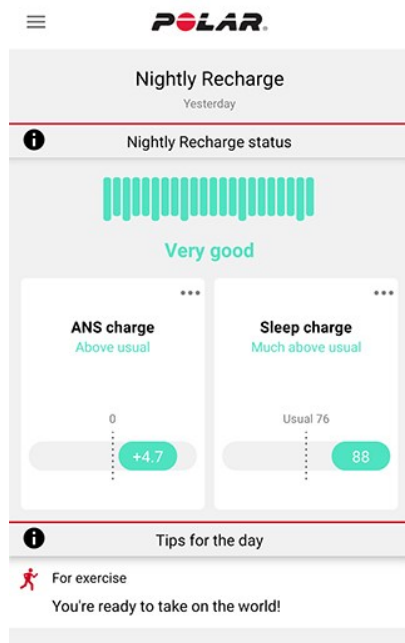 POLAR.
Nightly Recharge
Yesterday
Nightly Recharge status
Very good
ANS charge
Above usual
0
+4.7
Sleep charge
Much above usual
Usual 76
88
Tips for the day
For exercise
You're ready to take on the world!